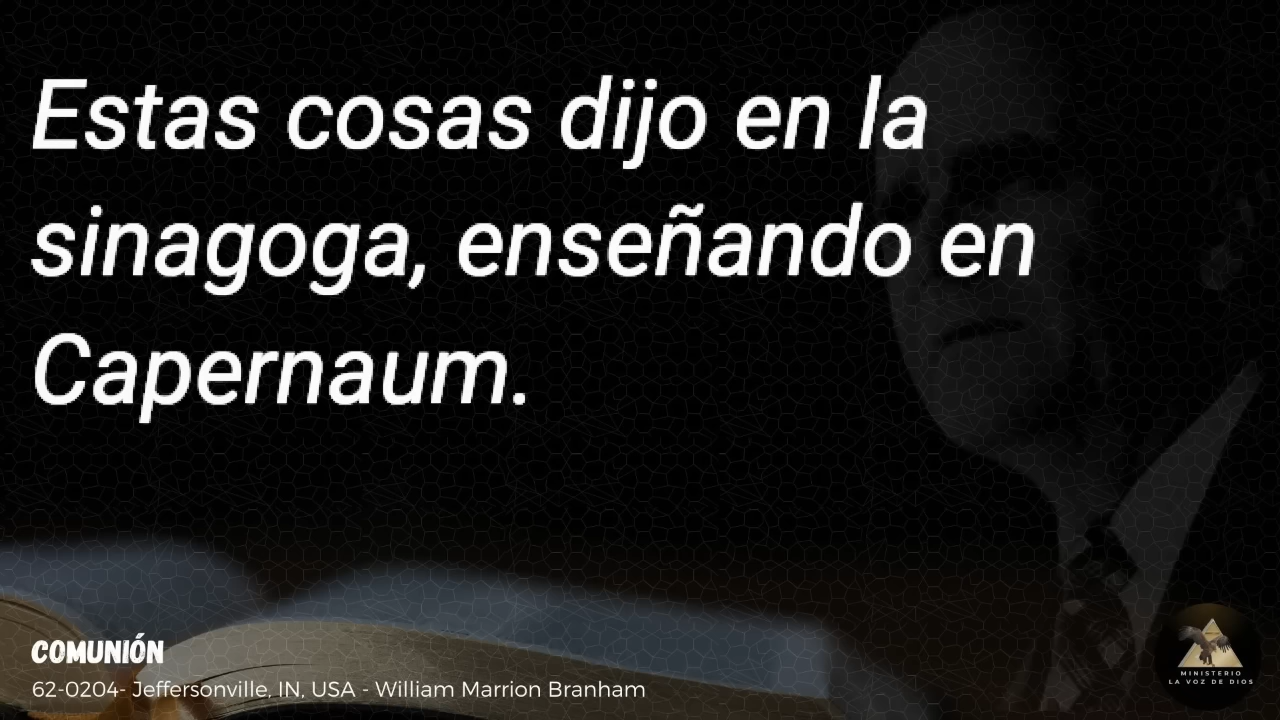 Estas cosas dijo en la
sinagoga, enseñando en
Capernaum.
COMUNIÓN
62-0204- Jeffersonville, IN, USA - William Marrion Branham
MINISTERIO
LA VOZ DE DIOS